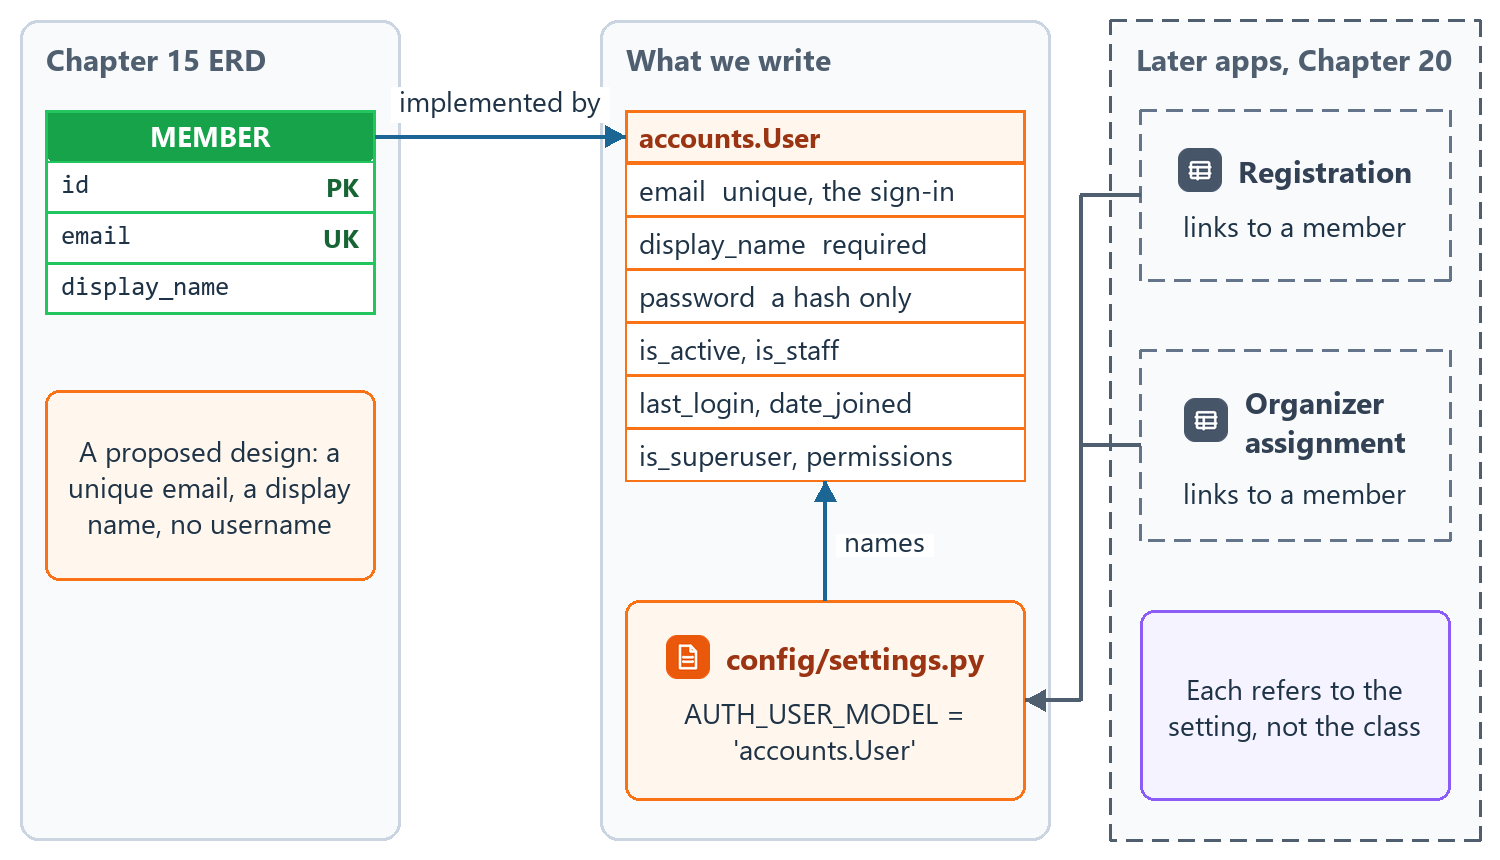 Chapter 15 ERD
MEMBER
id PK
email UK
display_name
A proposed design: a
unique email, a display
name, no username
implemented by
What we write
accounts.User
email unique, the sign-in
display_name required
password a hash only
is_active, is_staff
last_login, date_joined
is_superuser, permissions
names
config/settings.py
AUTH_USER_MODEL =
'accounts.User'
Later apps, Chapter 20
Registration
links to a member
Organizer
assignment
links to a member
Each refers to the
setting, not the class